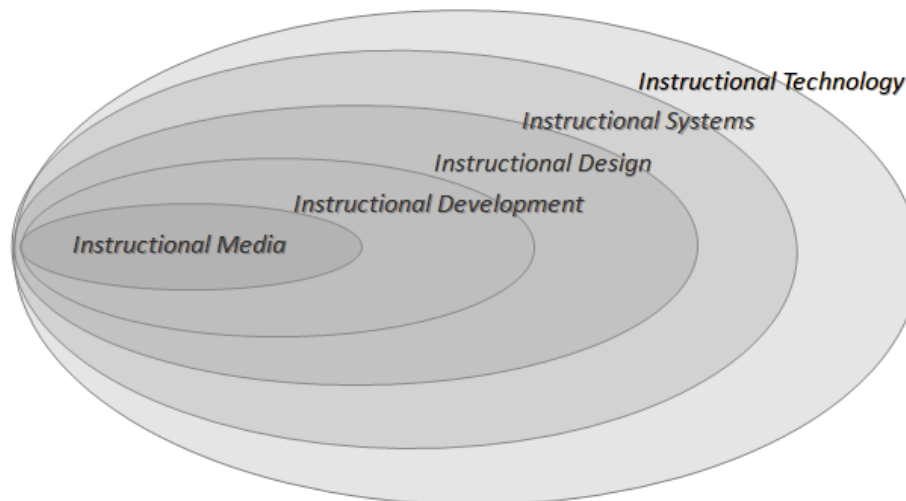 Instructional Technology
Instructional Systems
Instructional Design
Instructional Development
Instructional Media